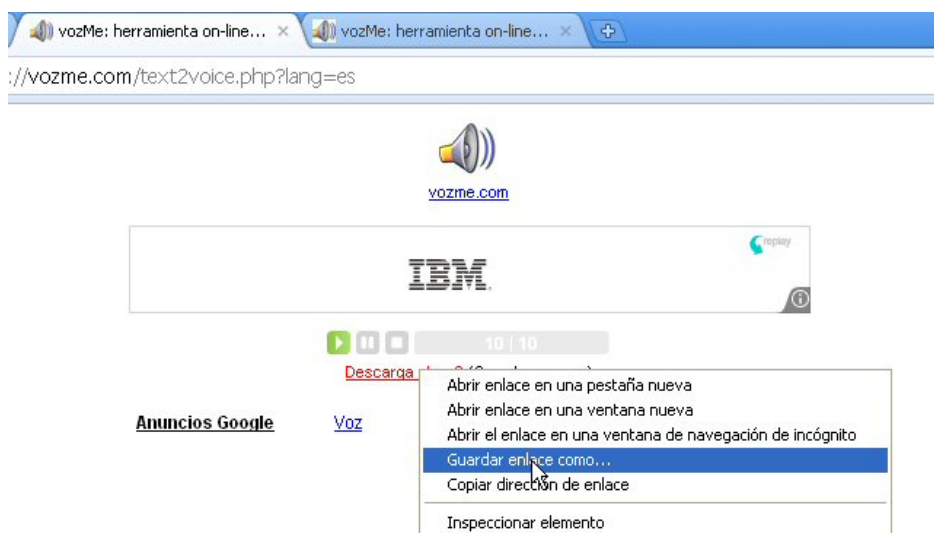 vozMe: herramienta on-line... × vozMe: herramienta on-line... ×
://vozme.com/text2voice.php?lang=es
vozme.com
replay
IBM.
10 | 10
Descarga
Abrir enlace en una pestaña nueva
Anuncios Google Voz
Abrir enlace en una ventana nueva
Abrir el enlace en una ventana de navegación de incógnito
Guardar enlace como...
Copiar dirección de enlace
Inspeccionar elemento